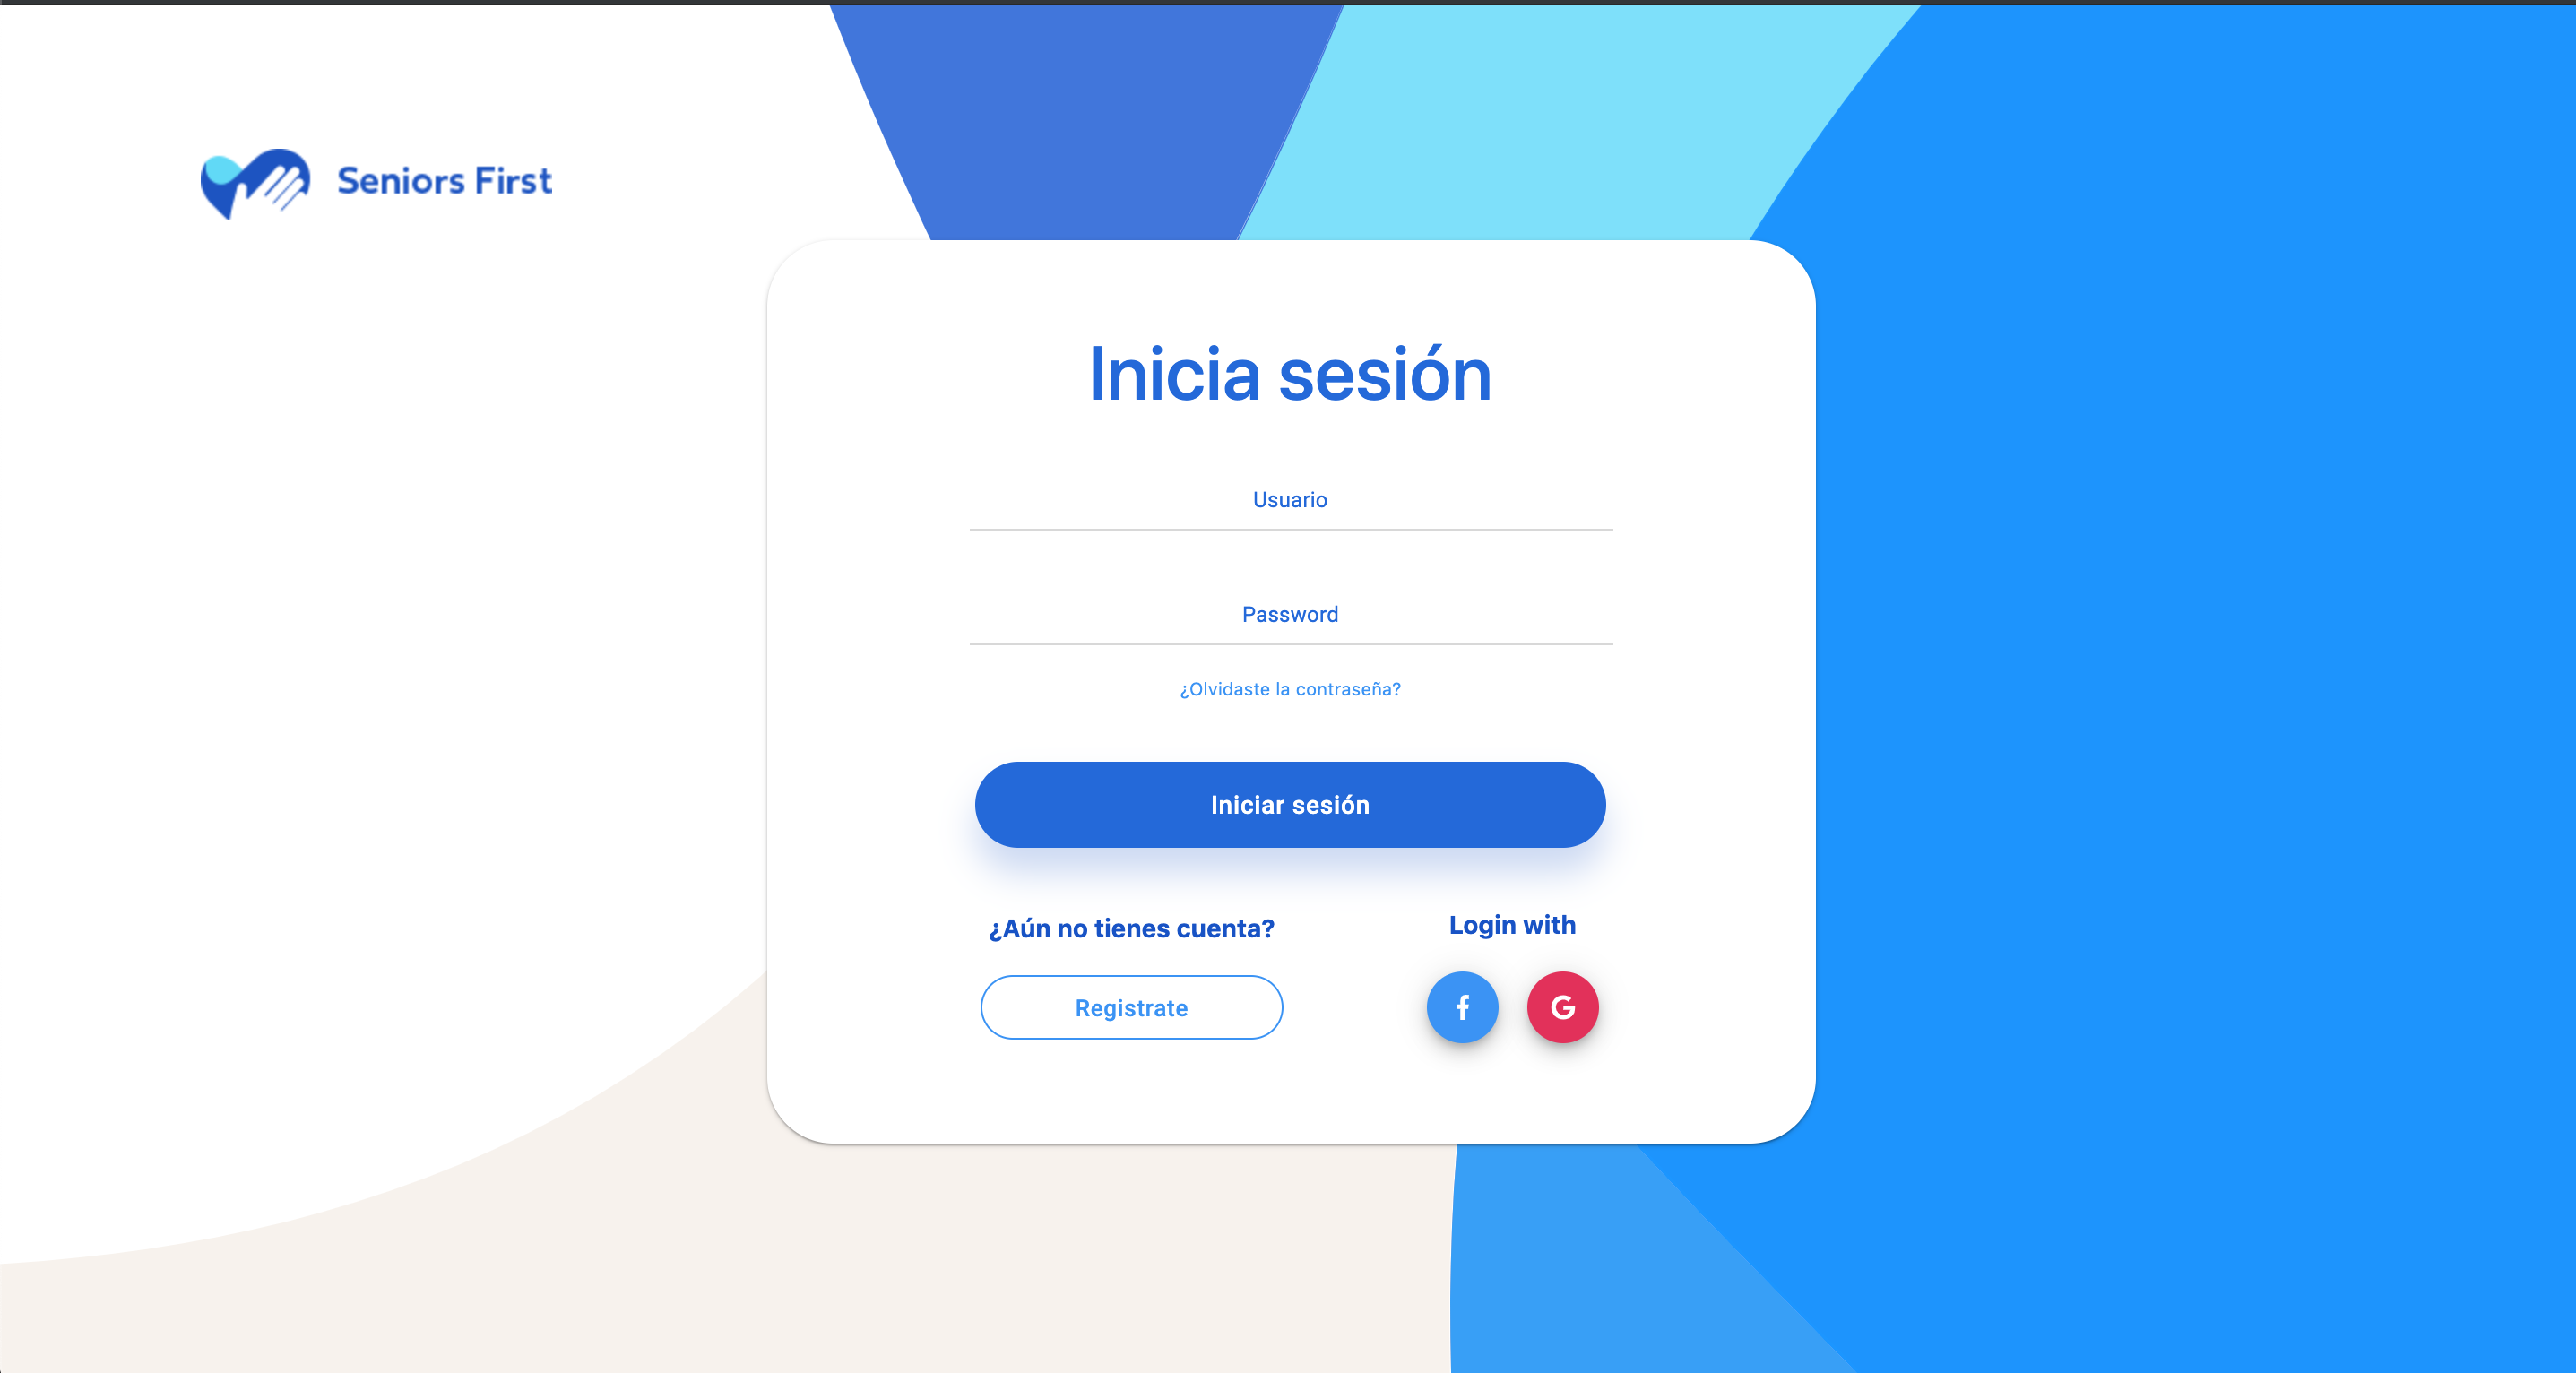 Seniors First
Inicia sesión
Usuario
Password
¿Olvidaste la contraseña?
Iniciar sesión
¿Aún no tienes cuenta?
Login with
Registrate
f
G